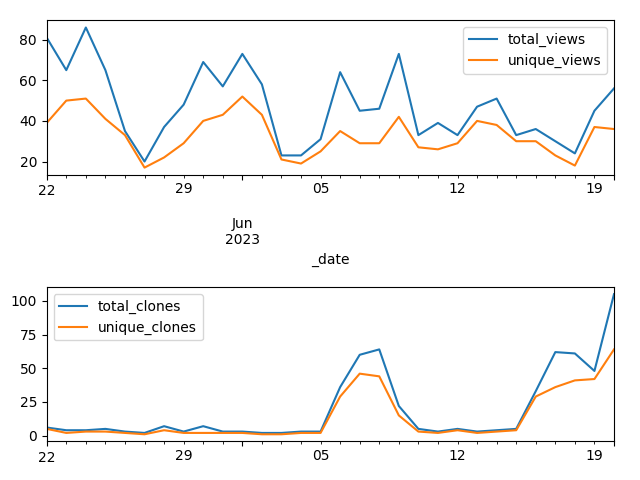 total_views
unique_views
80
60
40
20
22 29 05 12 19
Jun
2023
_date
total_clones
unique_clones
100
75
50
25
0
22 29 05 12 19